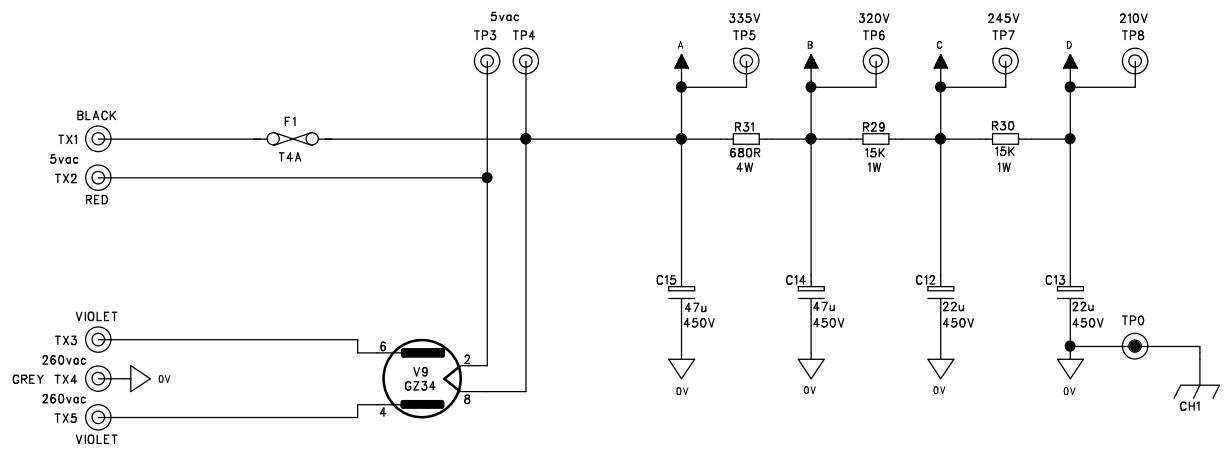 5vac
TP3 TP4
335V
TP5
320V
TP6
245V
TP7
210V
TP8
A
B
C
D
BLACK
TX1
F1
T4A
5vac
TX2
RED
R31
680R
4W
R29
15K
1W
R30
15K
1W
C15
47u
450V
C14
47u
450V
C12
22u
450V
C13
22u
450V
TP0
0V
0V
0V
0V
CH1
VIOLET
TX3
260vac
GREY TX4
0V
260vac
TX5
VIOLET
6
2
V9
GZ34
4
8